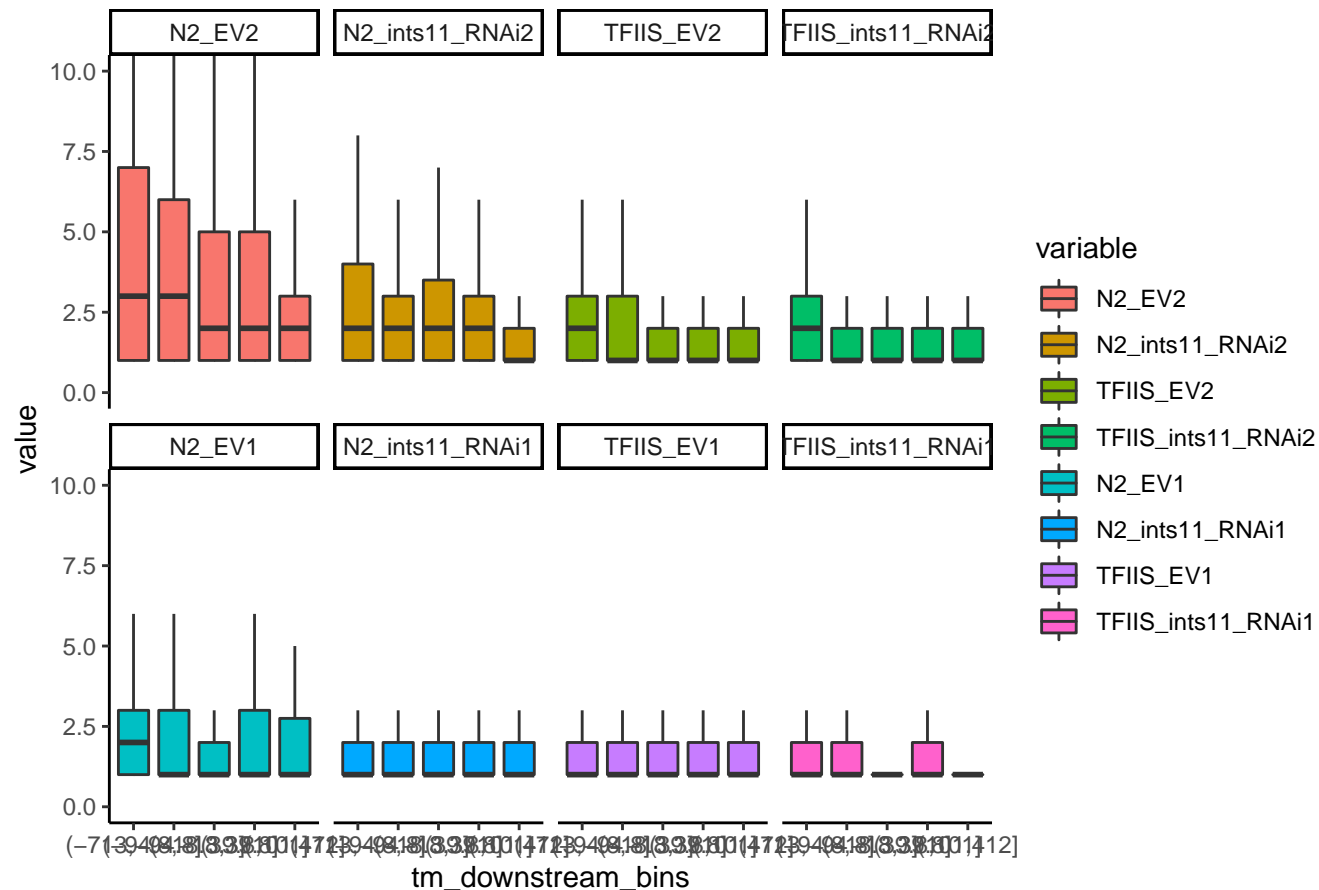 N2_EV2
N2_ints11_RNAi2
TFIIS_EV2
TFIIS_ints11_RNAi2
10.0
7.5
5.0
2.5
0.0
value
N2_EV1
N2_ints11_RNAi1
TFIIS_EV1
TFIIS_ints11_RNAi1
10.0
7.5
5.0
2.5
0.0
tm_downstream_bins
variable
N2_EV2
N2_ints11_RNAi2
TFIIS_EV2
TFIIS_ints11_RNAi2
N2_EV1
N2_ints11_RNAi1
TFIIS_EV1
TFIIS_ints11_RNAi1